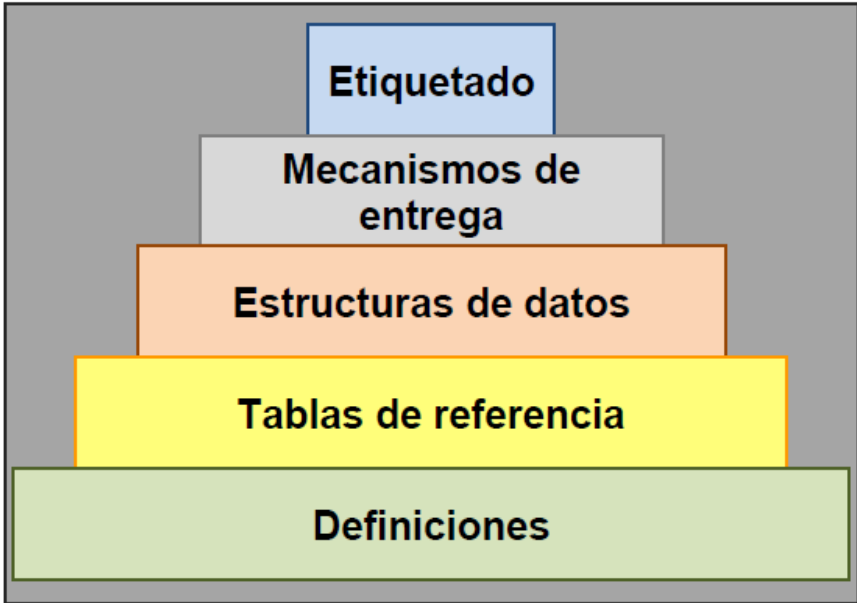 Etiquetado
Mecanismos de
entrega
Estructuras de datos
Tablas de referencia
Definiciones